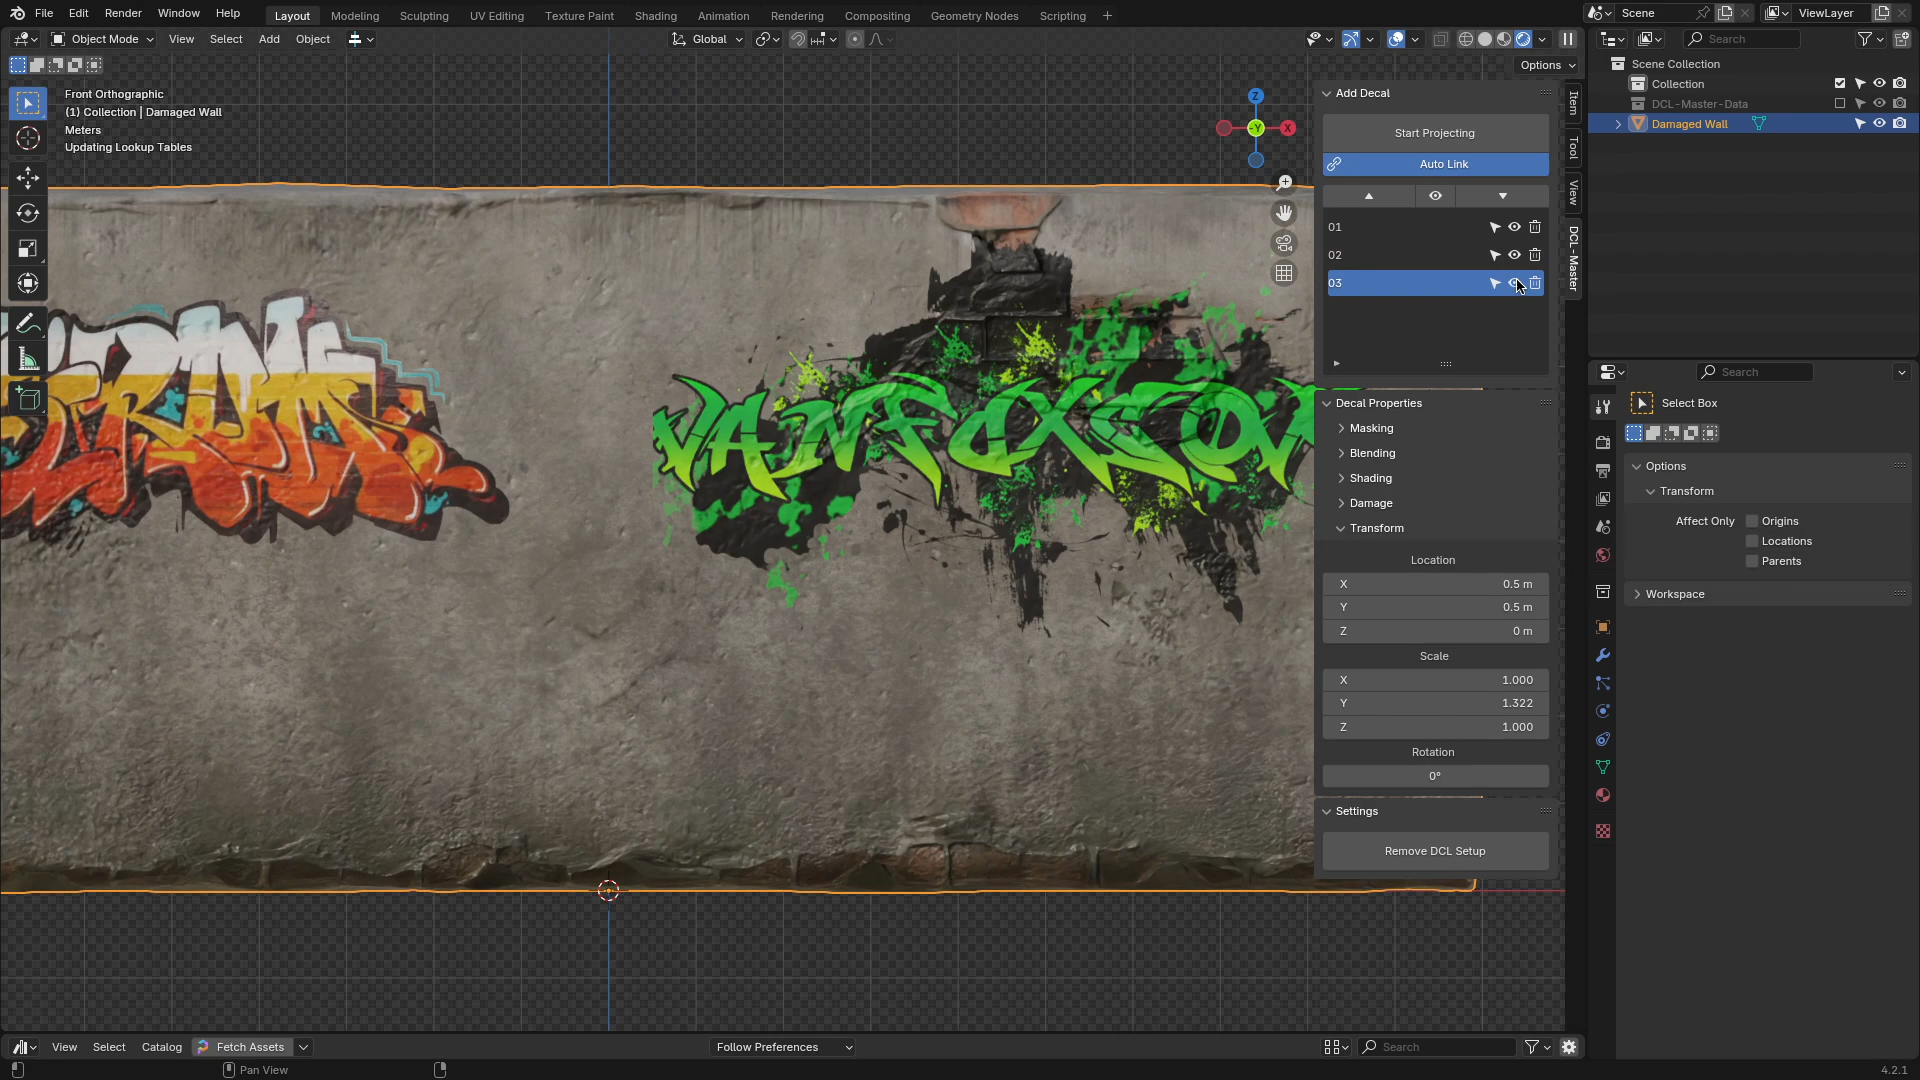 File Edit Render Window Help
Layout Modeling Sculpting UV Editing Texture Paint Shading Animation Rendering Compositing Geometry Nodes Scripting +
Scene
ViewLayer
Object Mode View Select Add Object
Global
Search
Options
Front Orthographic
(1) Collection | Damaged Wall
Meters
Updating Lookup Tables
Z
-Y
X
Add Decal
Start Projecting
Auto Link
01
02
03
Decal Properties
Masking
Blending
Shading
Damage
Transform
Location
X 0.5 m
Y 0.5 m
Z 0 m
Scale
X 1.000
Y 1.322
Z 1.000
Rotation
0°
Settings
Remove DCL Setup
Item
Tool
View
DCL-Master
Scene Collection
Collection
DCL-Master-Data
Damaged Wall
Search
Select Box
Options
Transform
Affect Only Origins
Locations
Parents
Workspace
View Select Catalog Fetch Assets
Follow Preferences
Search
Pan View
4.2.1